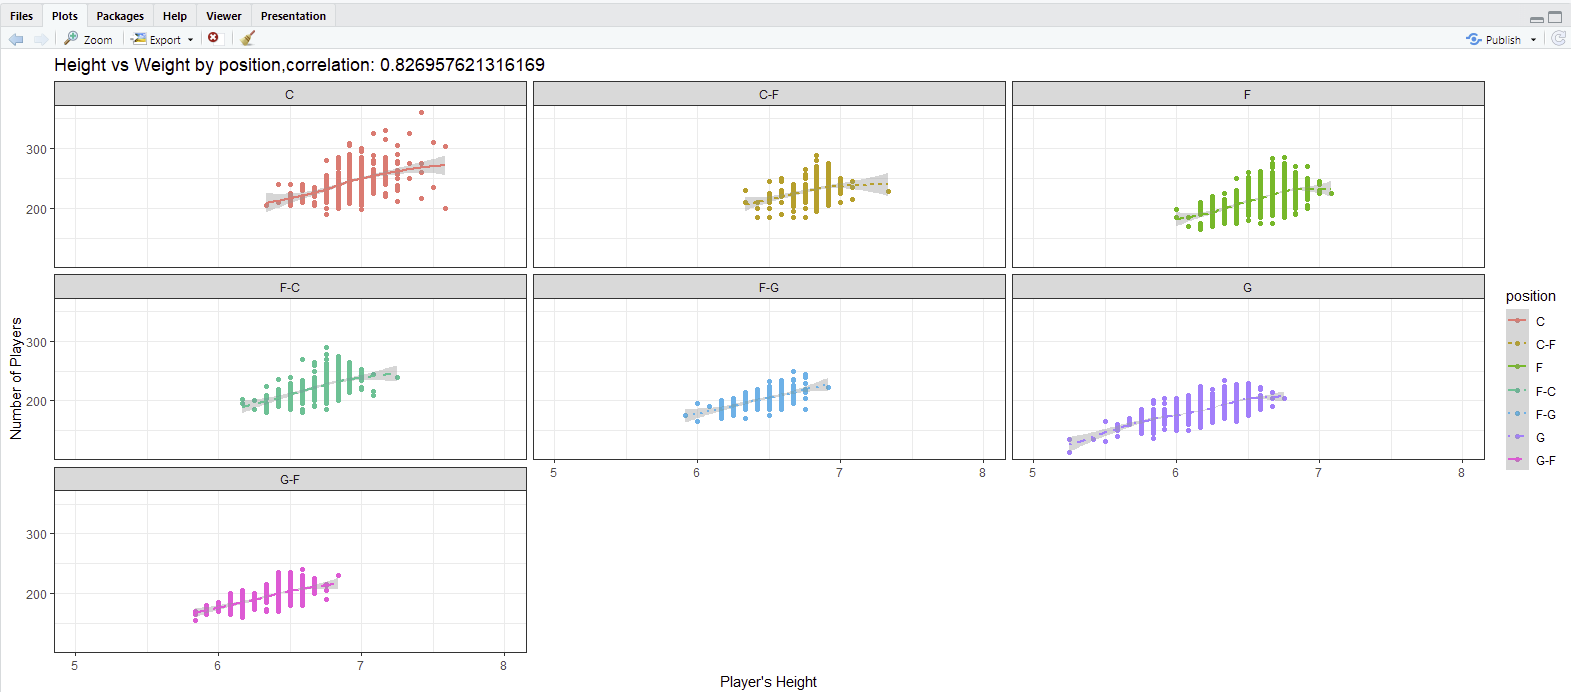 Files Plots Packages Help Viewer Presentation
Zoom Export Publish
Height vs Weight by position,correlation: 0.826957621316169
C C-F F
300
200
F-C F-G G
300
200
5 6 7 8 5 6 7 8
G-F
300
200
5 6 7 8
Number of Players
Player's Height
position
C
C-F
F
F-C
F-G
G
G-F